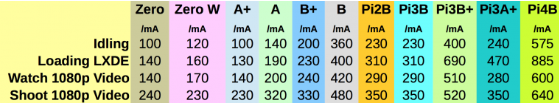 Zero Zero W A+ A B+ B Pi2B Pi3B Pi3B+ Pi3A+ Pi4B
/mA /mA /mA /mA /mA /mA /mA /mA /mA /mA /mA
Idling 100 120 100 140 200 360 230 230 400 240 575
Loading LXDE 140 160 130 190 230 400 310 310 690 470 885
Watch 1080p Video 140 170 140 200 240 420 290 290 510 280 600
Shoot 1080p Video 240 230 230 320 330 480 350 350 520 350 640